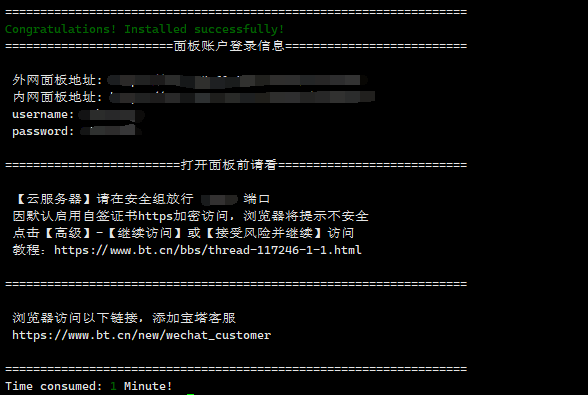 ==================================================================
Congratulations! Installed successfully!
========================面板账户登录信息==========================
外网面板地址:
内网面板地址:
username:
password:
=========================打开面板前请看===========================
【云服务器】请在安全组放行 端口
因默认启用自签证书https加密访问，浏览器将提示不安全
点击【高级】-【继续访问】或【接受风险并继续】访问
教程：https://www.bt.cn/bbs/thread-117246-1-1.html
==================================================================
浏览器访问以下链接，添加宝塔客服
https://www.bt.cn/new/wechat_customer
==================================================================
Time consumed: 1 Minute!